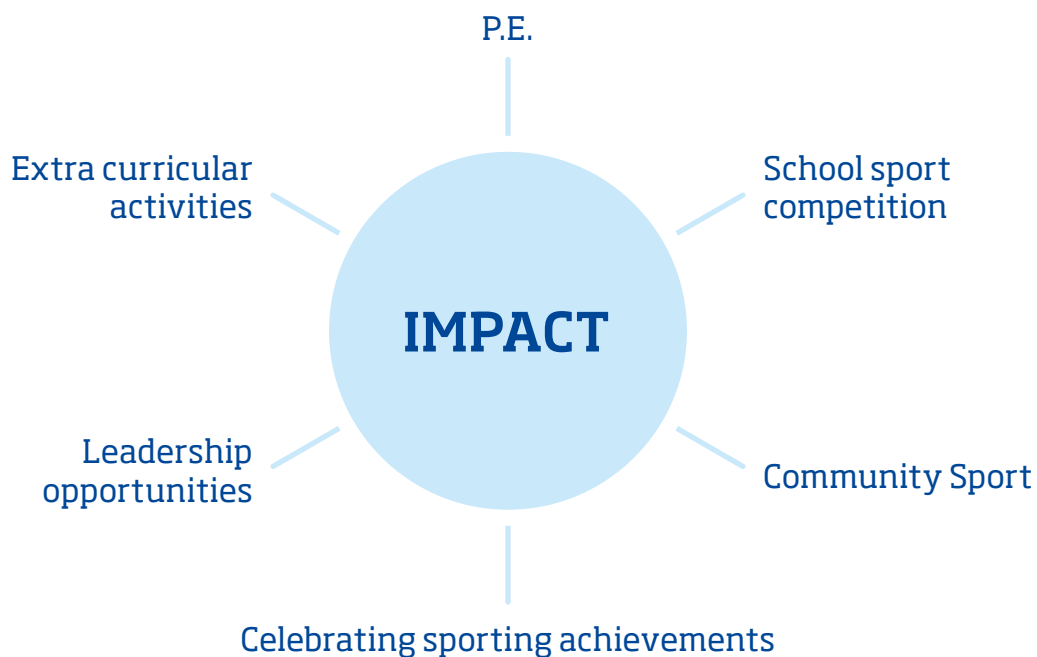 P.E.
Extra curricular
activities
School sport
competition
IMPACT
Leadership
opportunities
Community Sport
Celebrating sporting achievements